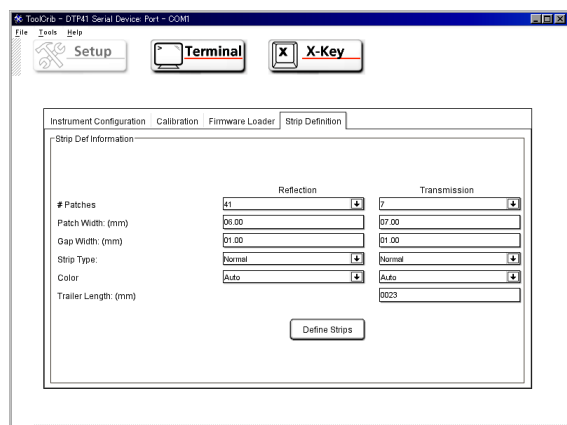 ToolCrib - DTP41 Serial Device: Port - COM1
File Tools Help
Setup Terminal X X-Key
Instrument Configuration Calibration Firmware Loader Strip Definition
Strip Def Information
Reflection Transmission
# Patches 41 7
Patch Width: (mm) 06.00 07.00
Gap Width: (mm) 01.00 01.00
Strip Type: Normal Normal
Color Auto Auto
Trailer Length: (mm) 0023
Define Strips